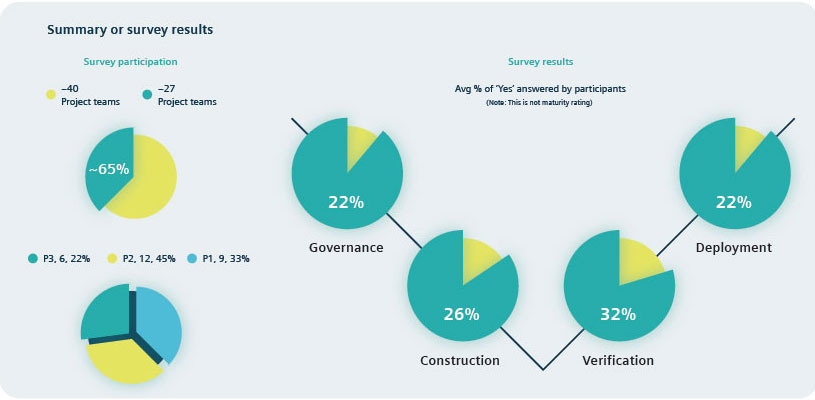 Summary or survey results
Survey participation
~40
Project teams
~27
Project teams
~65%
P3, 6, 22%
P2, 12, 45%
P1, 9, 33%
Survey results
Avg % of ‘Yes’ answered by participants
(Note: This is not maturity rating)
22%
Governance
26%
Construction
32%
Verification
22%
Deployment